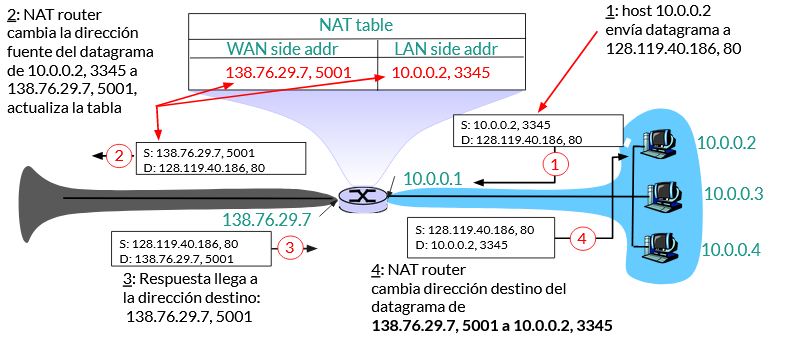 2: NAT router
cambia la dirección
fuente del datagrama
de 10.0.0.2, 3345 a
138.76.29.7, 5001,
actualiza la tabla
NAT table
WAN side addr LAN side addr
138.76.29.7, 5001 10.0.0.2, 3345
1: host 10.0.0.2
envía datagrama a
128.119.40.186, 80
S: 10.0.0.2, 3345
D: 128.119.40.186, 80
1
S: 138.76.29.7, 5001
D: 128.119.40.186, 80
2
10.0.0.2
10.0.0.1
10.0.0.3
138.76.29.7
10.0.0.4
S: 128.119.40.186, 80
D: 138.76.29.7, 5001
3
S: 128.119.40.186, 80
D: 10.0.0.2, 3345
4
3: Respuesta llega a
la dirección destino:
138.76.29.7, 5001
4: NAT router
cambia dirección destino del
datagrama de
138.76.29.7, 5001 a 10.0.0.2, 3345